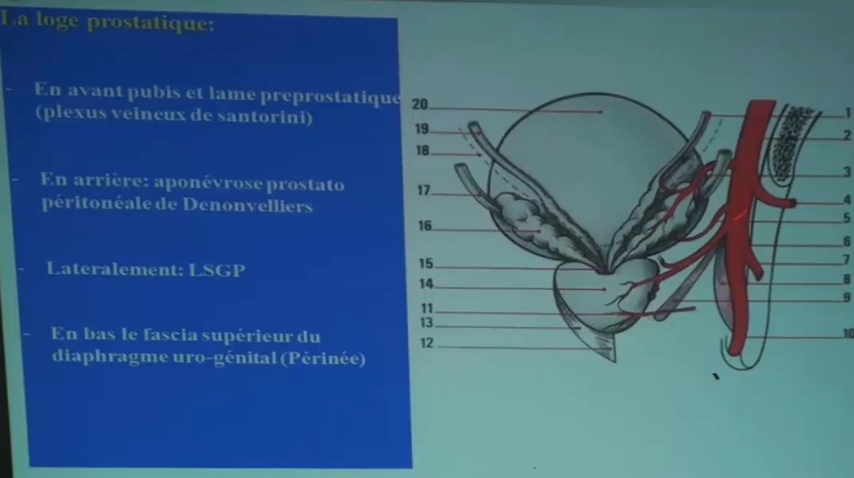 La loge prostatique:
- En avant pubis et lame preprostatique
(plexus veineux de santorini)
- En arrière: aponévrose prostato
péritonéale de Denonvelliers
- Lateralement: LSGP
- En bas le fascia supérieur du
diaphragme uro-génital (Périnée)
20
19
18
17
16
15
14
11
13
12
1
2
3
4
5
6
7
8
9
10